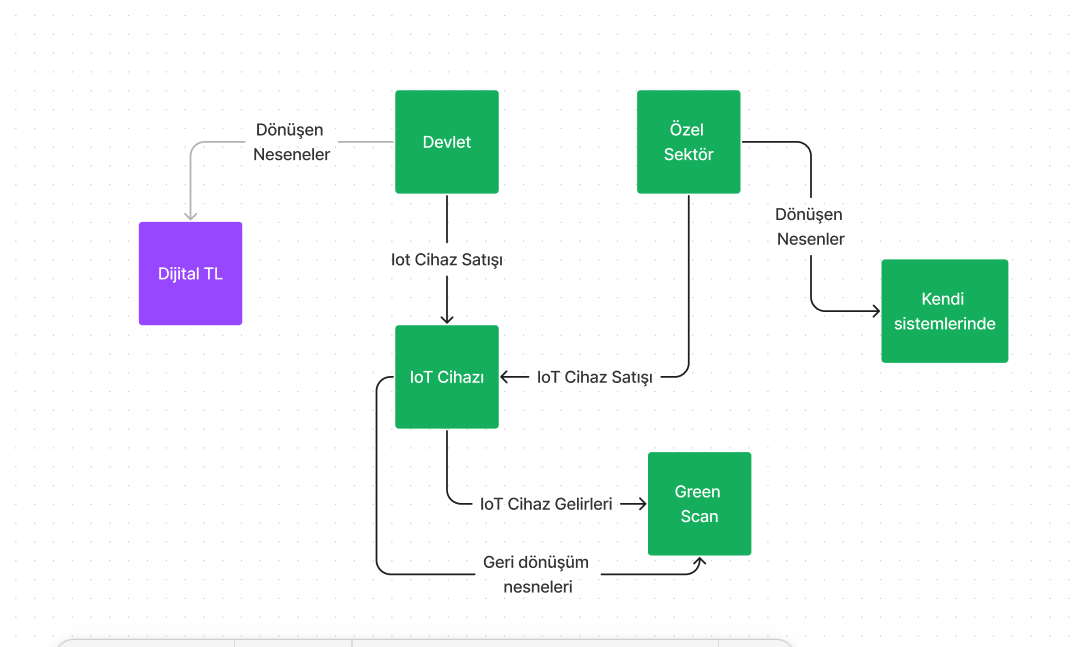 Dönüşen
Neseneler
Devlet
Özel
Sektör
Dönüşen
Nesenler
Iot Cihaz Satışı
Dijital TL
Kendi
sistemlerinde
IoT Cihazı
IoT Cihaz Satışı
Green
Scan
IoT Cihaz Gelirleri
Geri dönüşüm
nesneleri